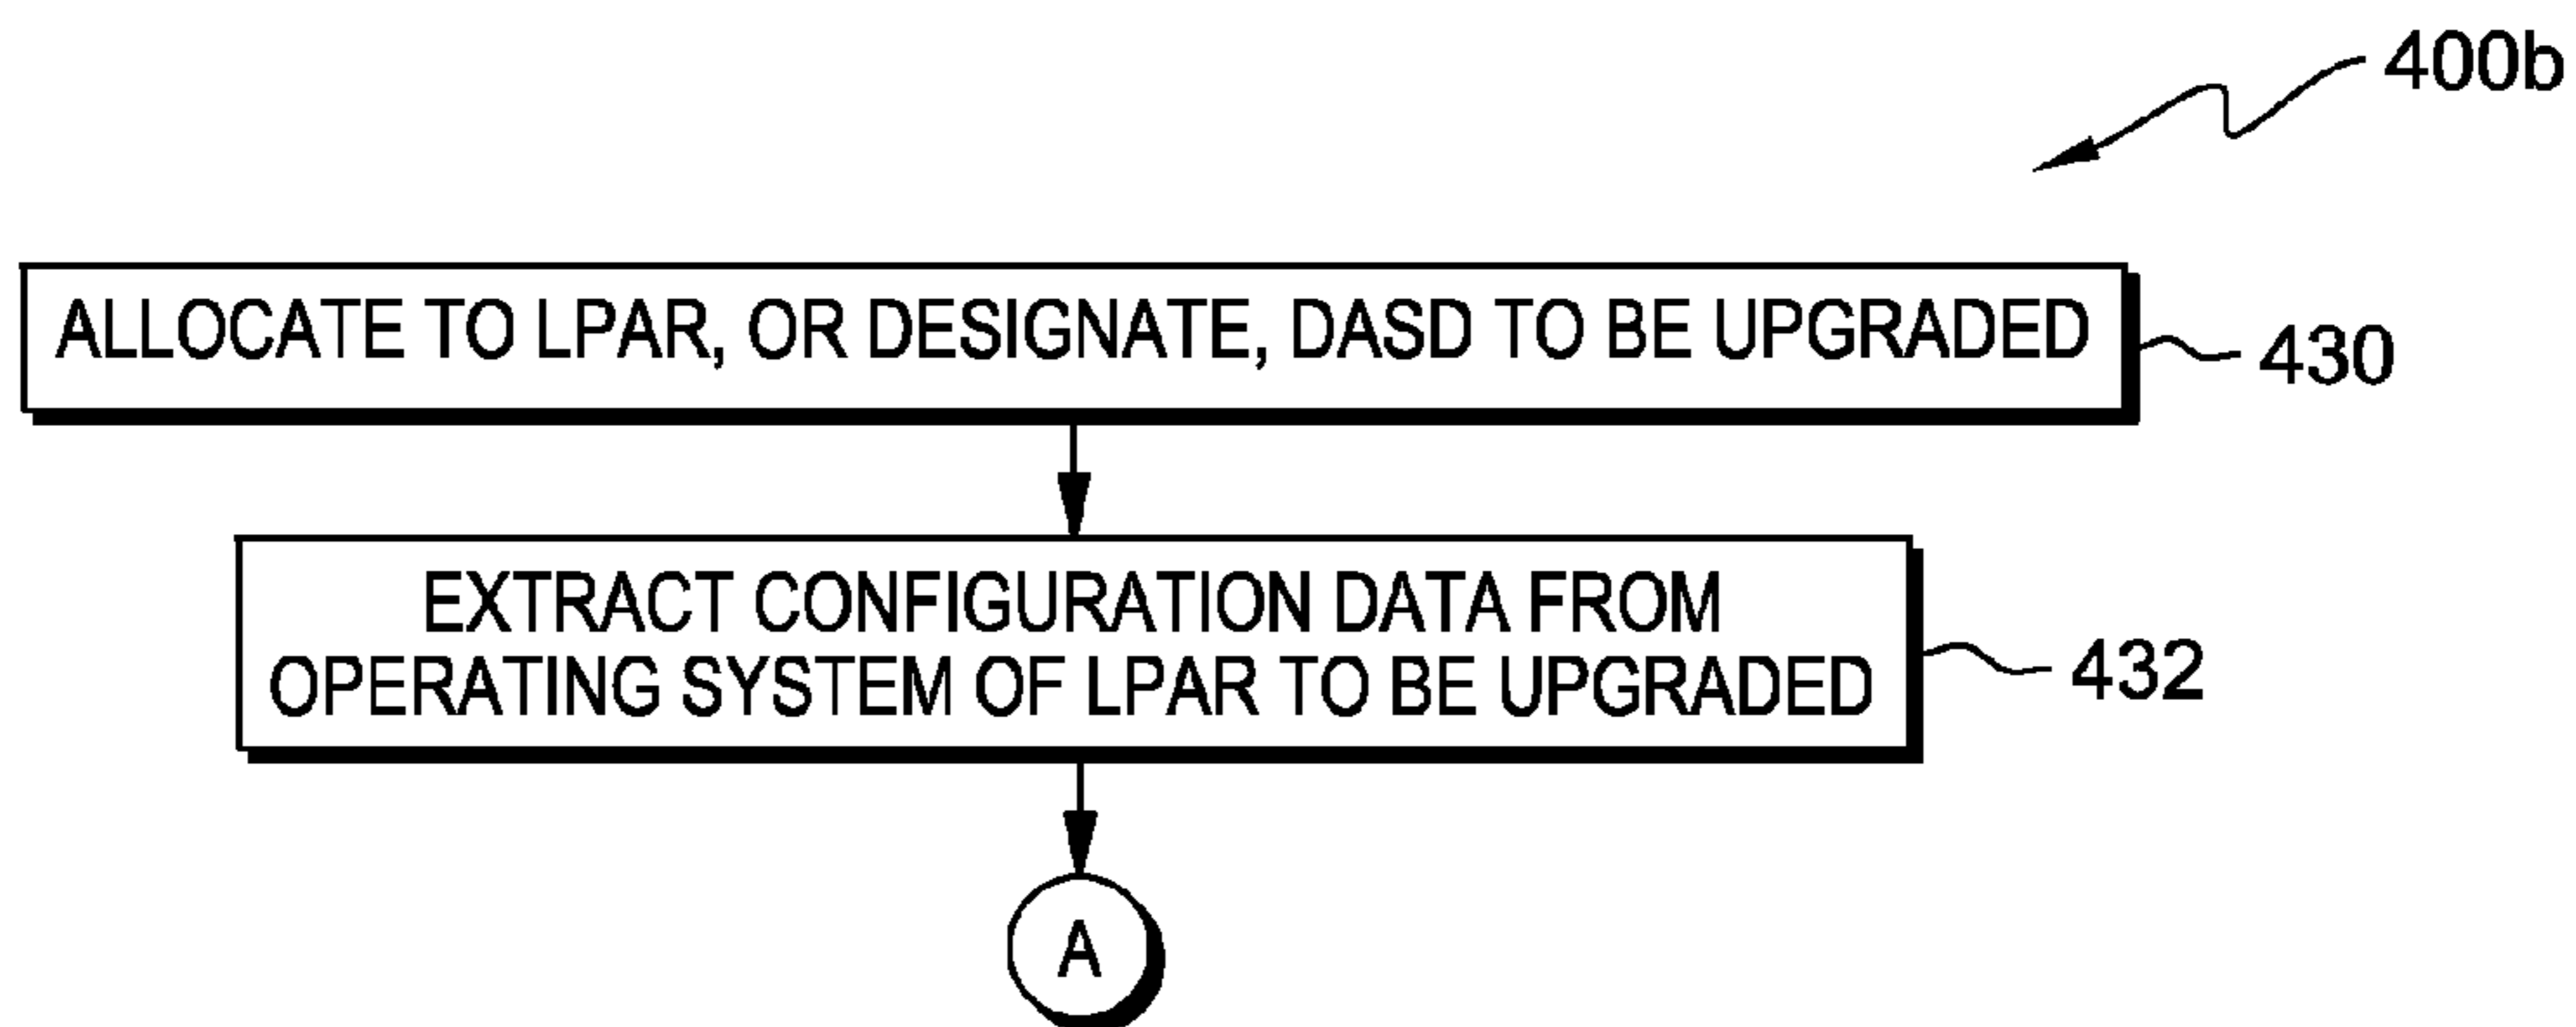 400b
ALLOCATE TO LPAR, OR DESIGNATE, DASD TO BE UPGRADED
430
EXTRACT CONFIGURATION DATA FROM
OPERATING SYSTEM OF LPAR TO BE UPGRADED
432
A